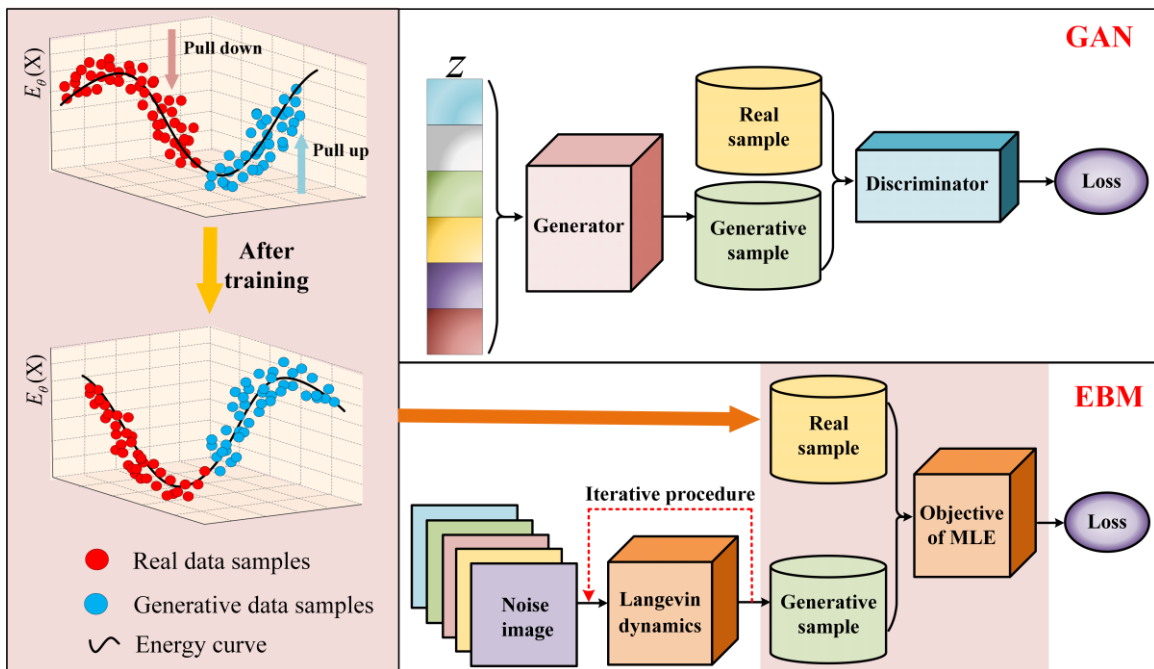 E_θ(X)
Pull down
Pull up
After
training
E_θ(X)
Real data samples
Generative data samples
Energy curve
GAN
z
Generator
Real
sample
Generative
sample
Discriminator
Loss
EBM
Real
sample
Iterative procedure
Noise
image
Langevin
dynamics
Generative
sample
Objective
of MLE
Loss